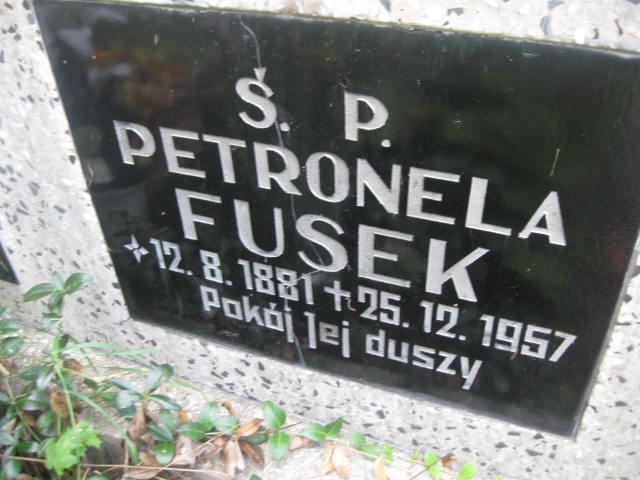 Ś. P.
PETRONELA
FUSEK
* 12. 8. 1881 + 25. 12. 1957
Pokój Jej duszy